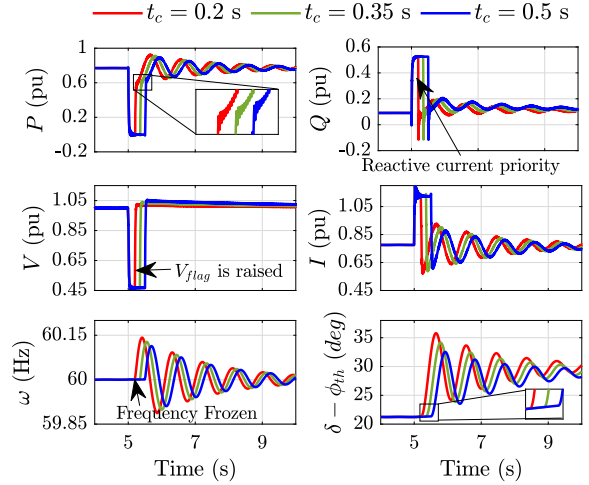 t_c = 0.2 s t_c = 0.35 s t_c = 0.5 s
P (pu)
1
0.6
0.2
-0.2
Q (pu)
0.6
0.4
0.2
0
-0.2
Reactive current priority
V (pu)
1.05
0.85
0.65
0.45
V_flag is raised
I (pu)
1.05
0.85
0.65
0.45
ω (Hz)
60.15
60
59.85
Frequency Frozen
5 7 9
Time (s)
δ − ϕ_th (deg)
35
30
25
20
5 7 9
Time (s)